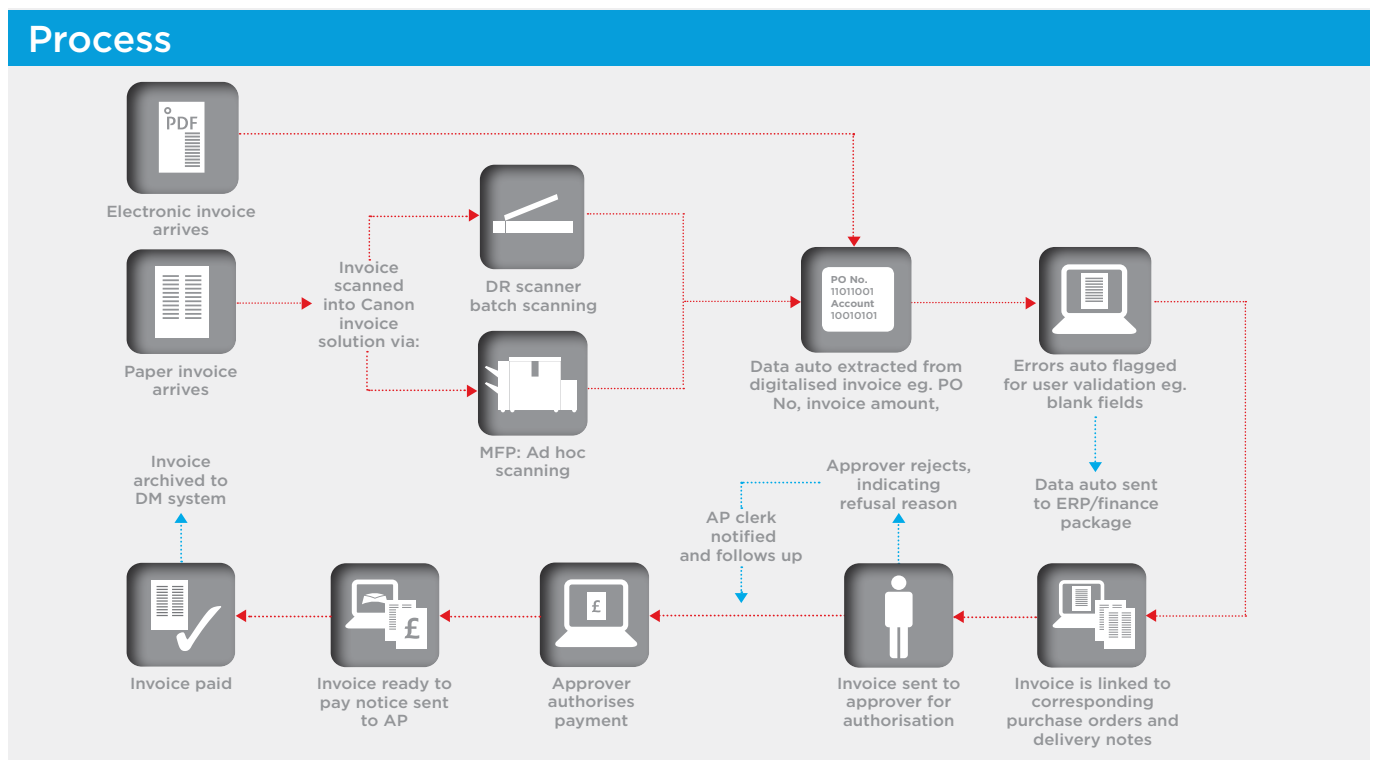 Process
PDF
Electronic invoice
arrives
Paper invoice
arrives
Invoice
scanned
into Canon
invoice
solution via:
DR scanner
batch scanning
MFP: Ad hoc
scanning
PO No.
11011001
Account
10010101
Data auto extracted from
digitalised invoice eg. PO
No, invoice amount,
Errors auto flagged
for user validation eg.
blank fields
Data auto sent
to ERP/finance
package
Invoice is linked to
corresponding
purchase orders and
delivery notes
Invoice sent to
approver for
authorisation
Approver rejects,
indicating
refusal reason
AP clerk
notified
and follows up
£
Approver
authorises
payment
£
Invoice ready to
pay notice sent
to AP
Invoice paid
Invoice
archived to
DM system